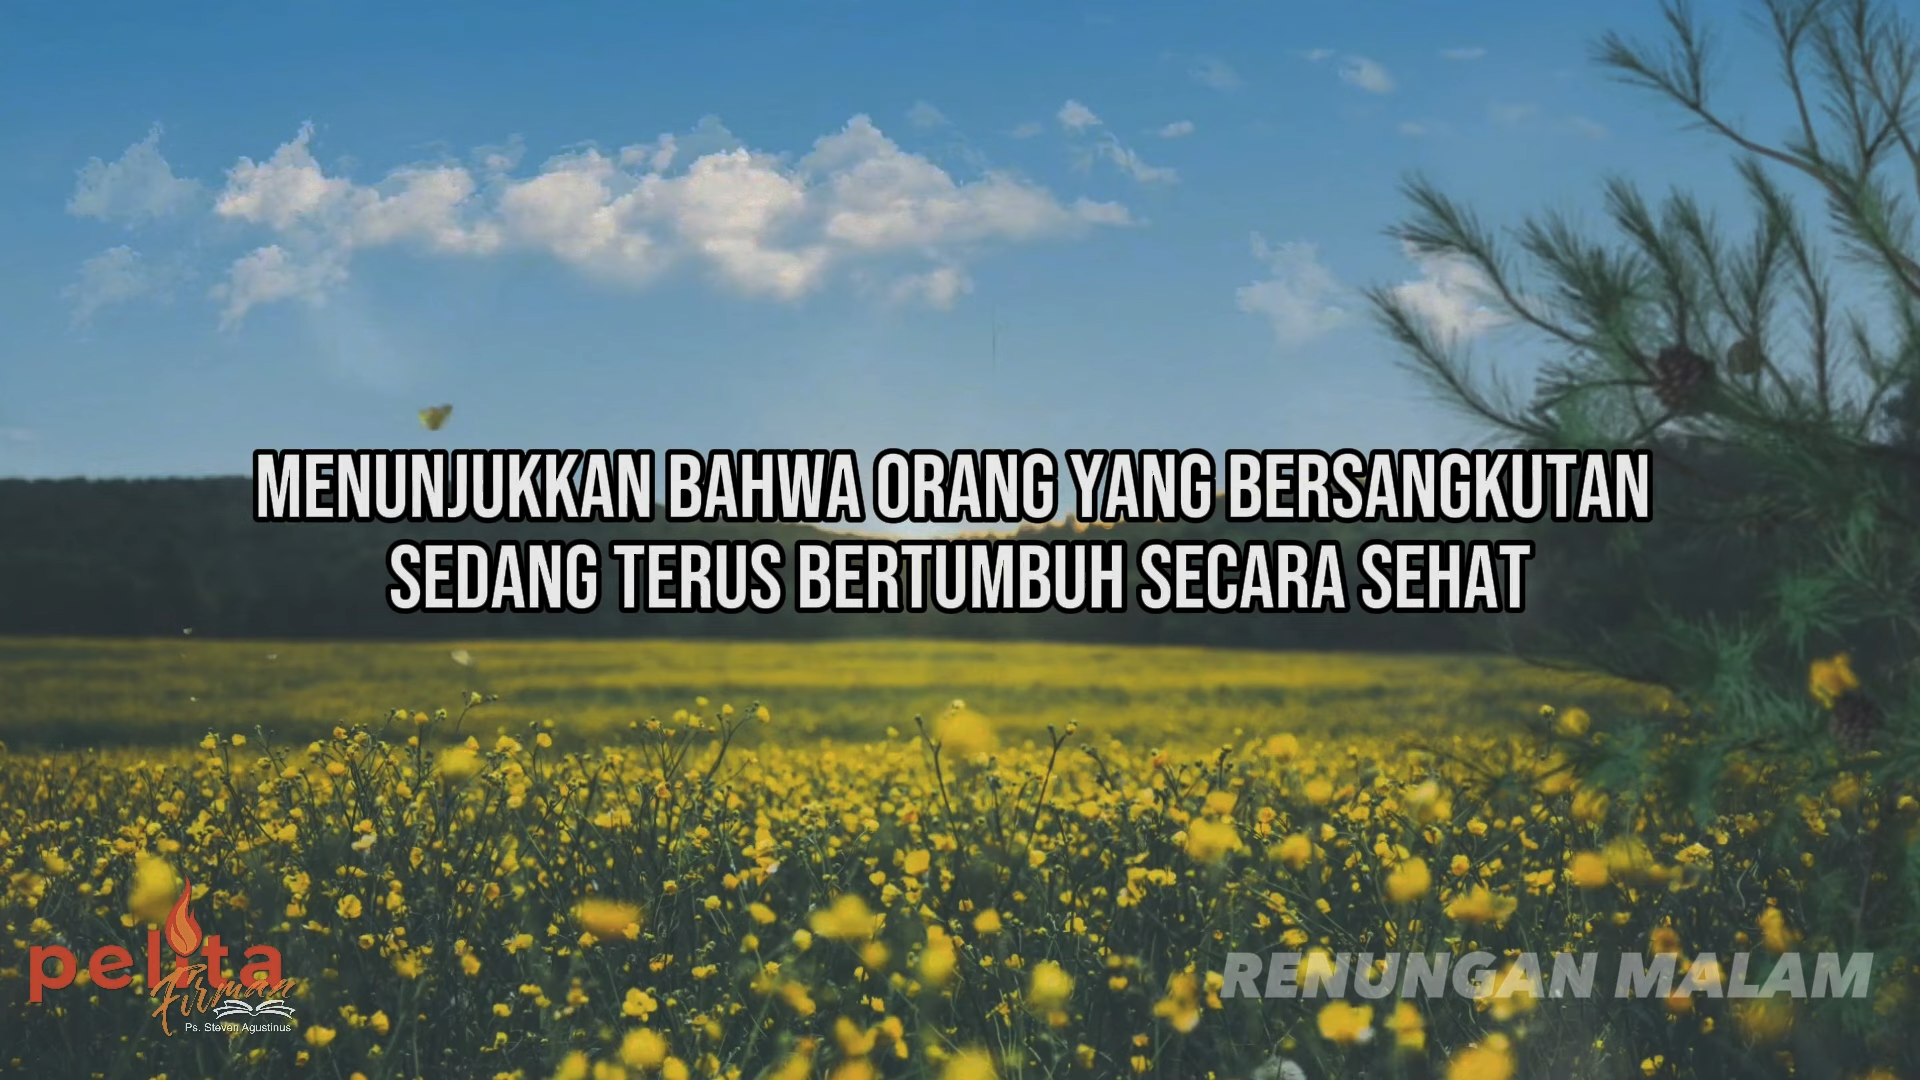 MENUNJUKKAN BAHWA ORANG YANG BERSANGKUTAN
SEDANG TERUS BERTUMBUH SECARA SEHAT
pelita
Firman
Ps. Steven Agustinus
RENUNGAN MALAM